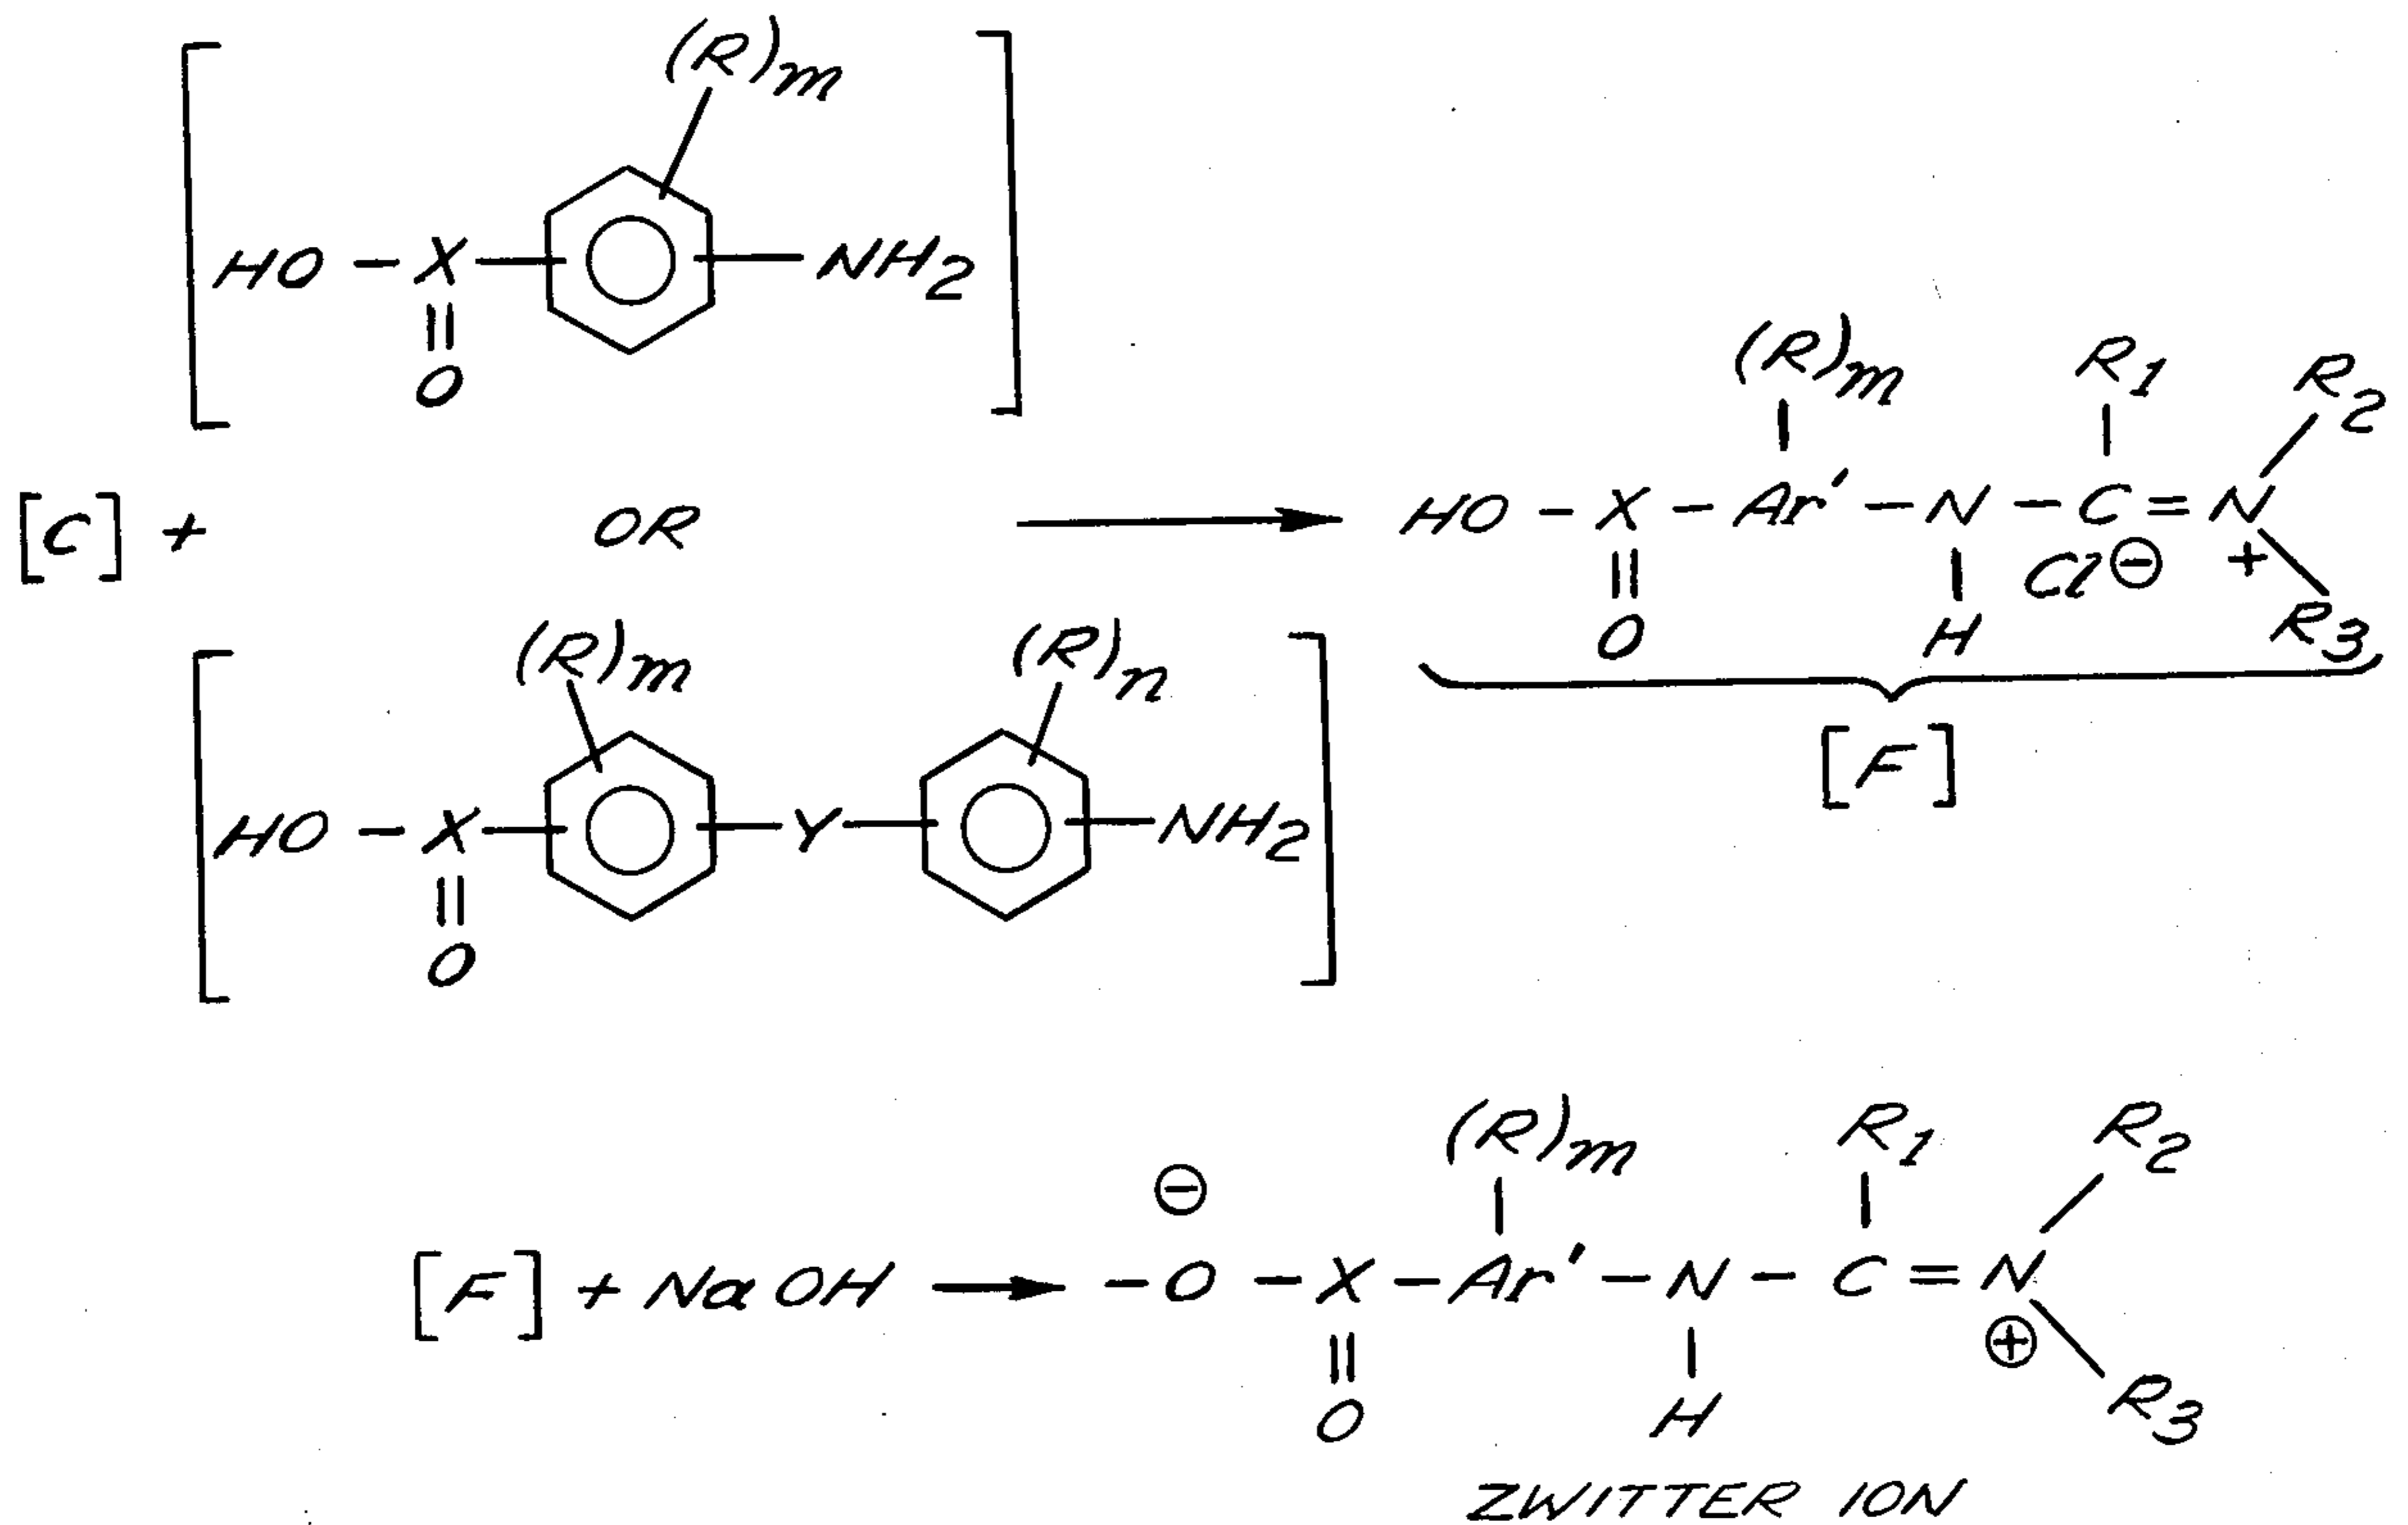 (R)m
HO - X NH2
O
[C] + OR
(R)m R1 R2
HO - X - Ar' - N - C = N
O H Cl⊖ + R3
[F]
(R)m (R)n
HO - X Y NH2
O
⊖ (R)m R1 R2
[F] + NaOH → -O - X - Ar' - N - C = N
O H ⊕ R3
ZWITTER ION